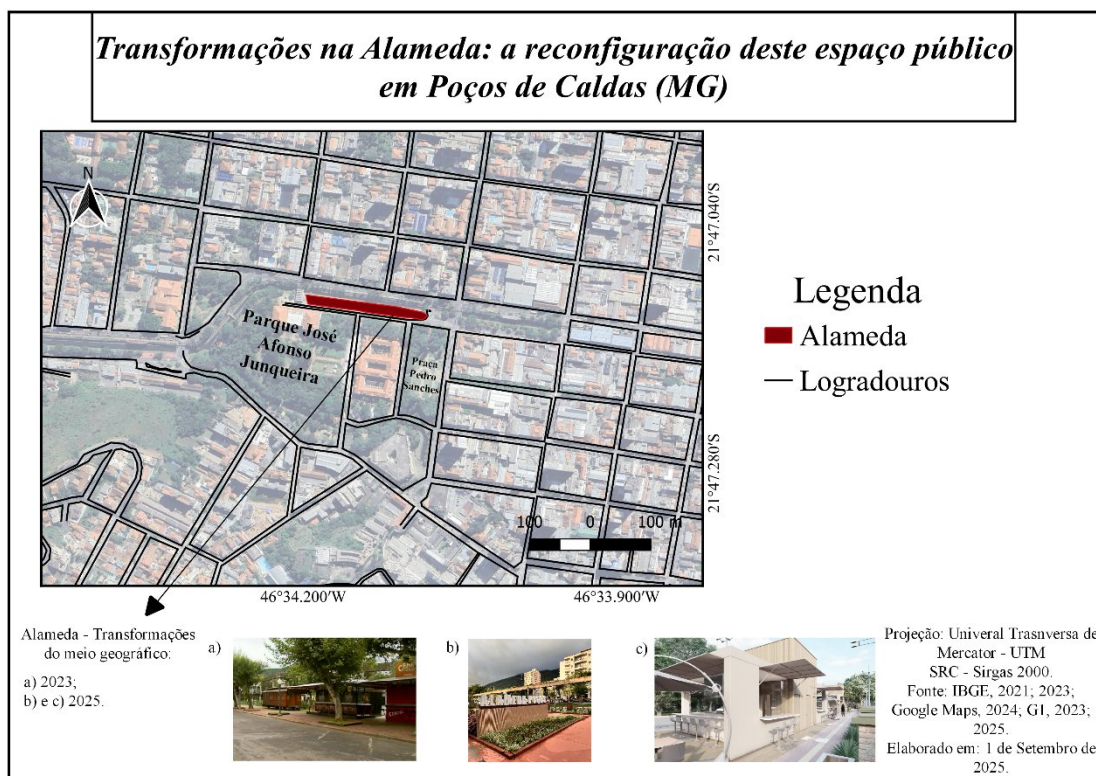 Transformações na Alameda: a reconfiguração deste espaço público
em Poços de Caldas (MG)
N
21°47.040'S
Parque José
Afonso
Junqueira
Praça
Pedro
Sanches
Legenda
Alameda
Logradouros
21°47.280'S
100 0 100 m
46°34.200'W
46°33.900'W
Alameda - Transformações
do meio geográfico:
a) 2023;
b) e c) 2025.
a)
b)
c)
Projeção: Univeral Trasnversa de
Mercator - UTM
SRC - Sirgas 2000.
Fonte: IBGE, 2021; 2023;
Google Maps, 2024; G1, 2023;
2025.
Elaborado em: 1 de Setembro de
2025.